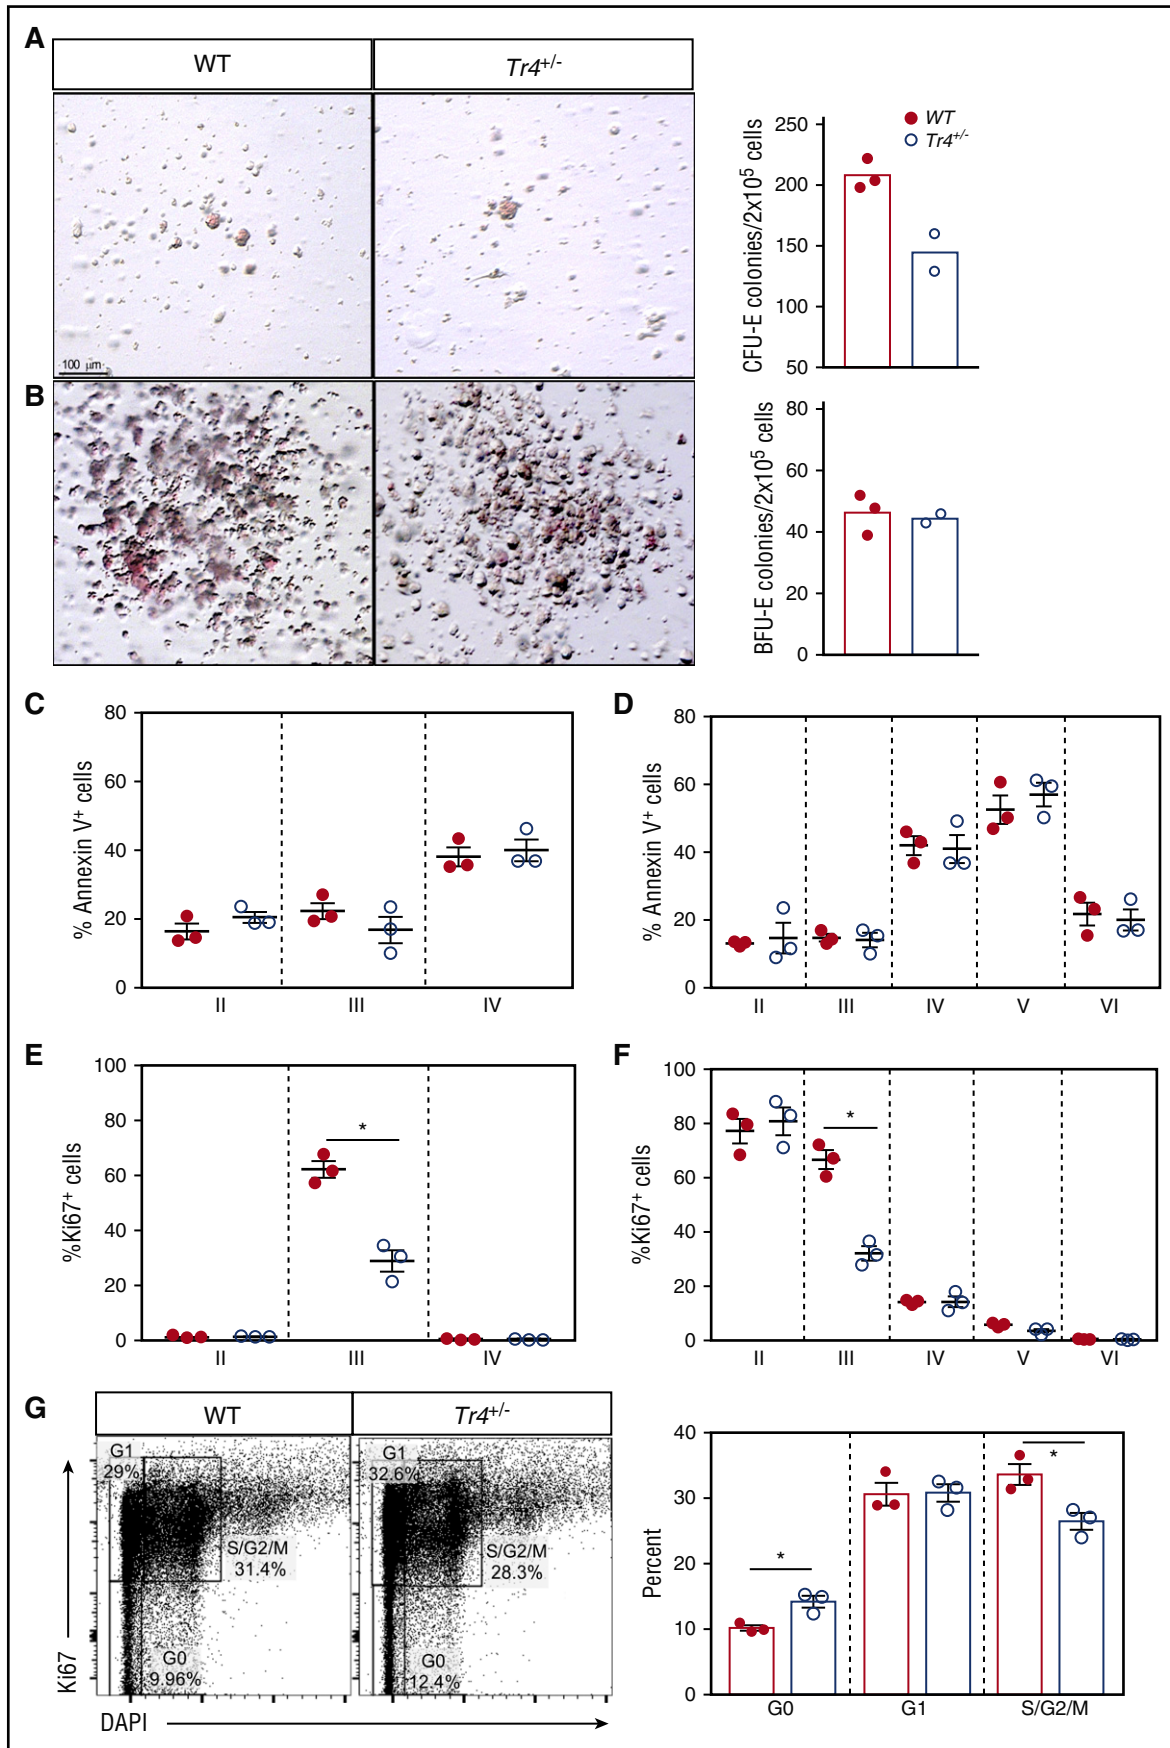 A
WT
Tr4+/-
100 µm
CFU-E colonies/2x10⁵ cells
250
200
150
100
50
WT
Tr4+/-
B
BFU-E colonies/2x10⁵ cells
80
60
40
20
0
C
% Annexin V⁺ cells
80
60
40
20
0
II
III
IV
D
% Annexin V⁺ cells
80
60
40
20
0
II
III
IV
V
VI
E
%Ki67⁺ cells
100
80
60
40
20
0
*
II
III
IV
F
%Ki67⁺ cells
100
80
60
40
20
0
*
II
III
IV
V
VI
G
WT
Tr4+/-
G1
29%
S/G2/M
31.4%
G0
9.96%
G1
32.6%
S/G2/M
28.3%
G0
12.4%
Ki67
DAPI
Percent
40
30
20
10
0
*
*
G0
G1
S/G2/M